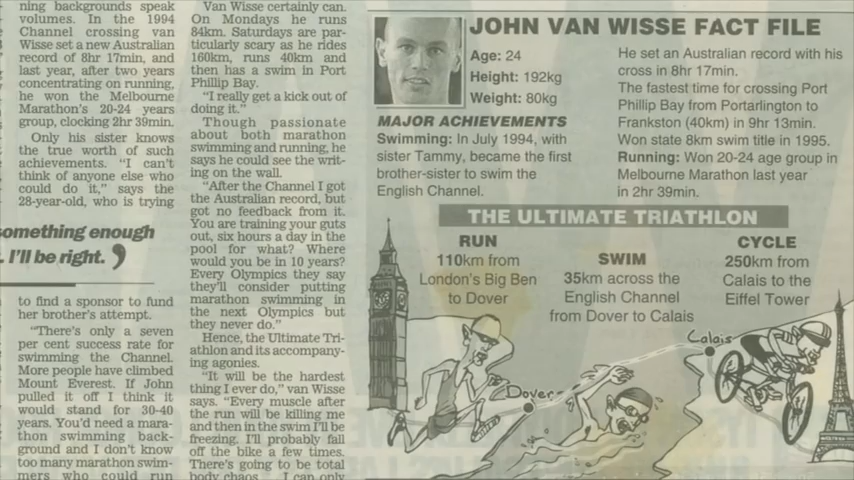 ning backgrounds speak
volumes. In the 1994
Channel crossing van
Wisse set a new Australian
record of 8hr 17min, and
last year, after two years
concentrating on running,
he won the Melbourne
Marathon's 20-24 years
group, clocking 2hr 39min.
Only his sister knows
the true worth of such
achievements. "I can't
think of anyone else who
could do it," says the
28-year-old, who is trying
something enough
. I'll be right.
to find a sponsor to fund
her brother's attempt.
"There's only a seven
per cent success rate for
swimming the Channel.
More people have climbed
Mount Everest. If John
pulled it off I think it
would stand for 30-40
years. You'd need a mara-
thon swimming back-
ground and I don't know
too many marathon swim-
mers who could run
Van Wisse certainly can.
On Mondays he runs
84km. Saturdays are par-
ticularly scary as he rides
160km, runs 40km and
then has a swim in Port
Phillip Bay.
"I really get a kick out of
doing it."
Though passionate
about both marathon
swimming and running, he
says he could see the writ-
ing on the wall.
"After the Channel I got
the Australian record, but
got no feedback from it.
You are training your guts
out, six hours a day in the
pool for what? Where
would you be in 10 years?
Every Olympics they say
they'll consider putting
marathon swimming in
the next Olympics but
they never do."
Hence, the Ultimate Tri-
athlon and its accompany-
ing agonies.
"It will be the hardest
thing I ever do," van Wisse
says. "Every muscle after
the run will be killing me
and then in the swim I'll be
freezing. I'll probably fall
off the bike a few times.
There's going to be total
body chaos ... I can only
JOHN VAN WISSE FACT FILE
Age: 24
Height: 192kg
Weight: 80kg
MAJOR ACHIEVEMENTS
Swimming: In July 1994, with
sister Tammy, became the first
brother-sister to swim the
English Channel.
He set an Australian record with his
cross in 8hr 17min.
The fastest time for crossing Port
Phillip Bay from Portarlington to
Frankston (40km) in 9hr 13min.
Won state 8km swim title in 1995.
Running: Won 20-24 age group in
Melbourne Marathon last year
in 2hr 39min.
THE ULTIMATE TRIATHLON
RUN
110km from
London's Big Ben
to Dover
SWIM
35km across the
English Channel
from Dover to Calais
CYCLE
250km from
Calais to the
Eiffel Tower
Calais
Dover